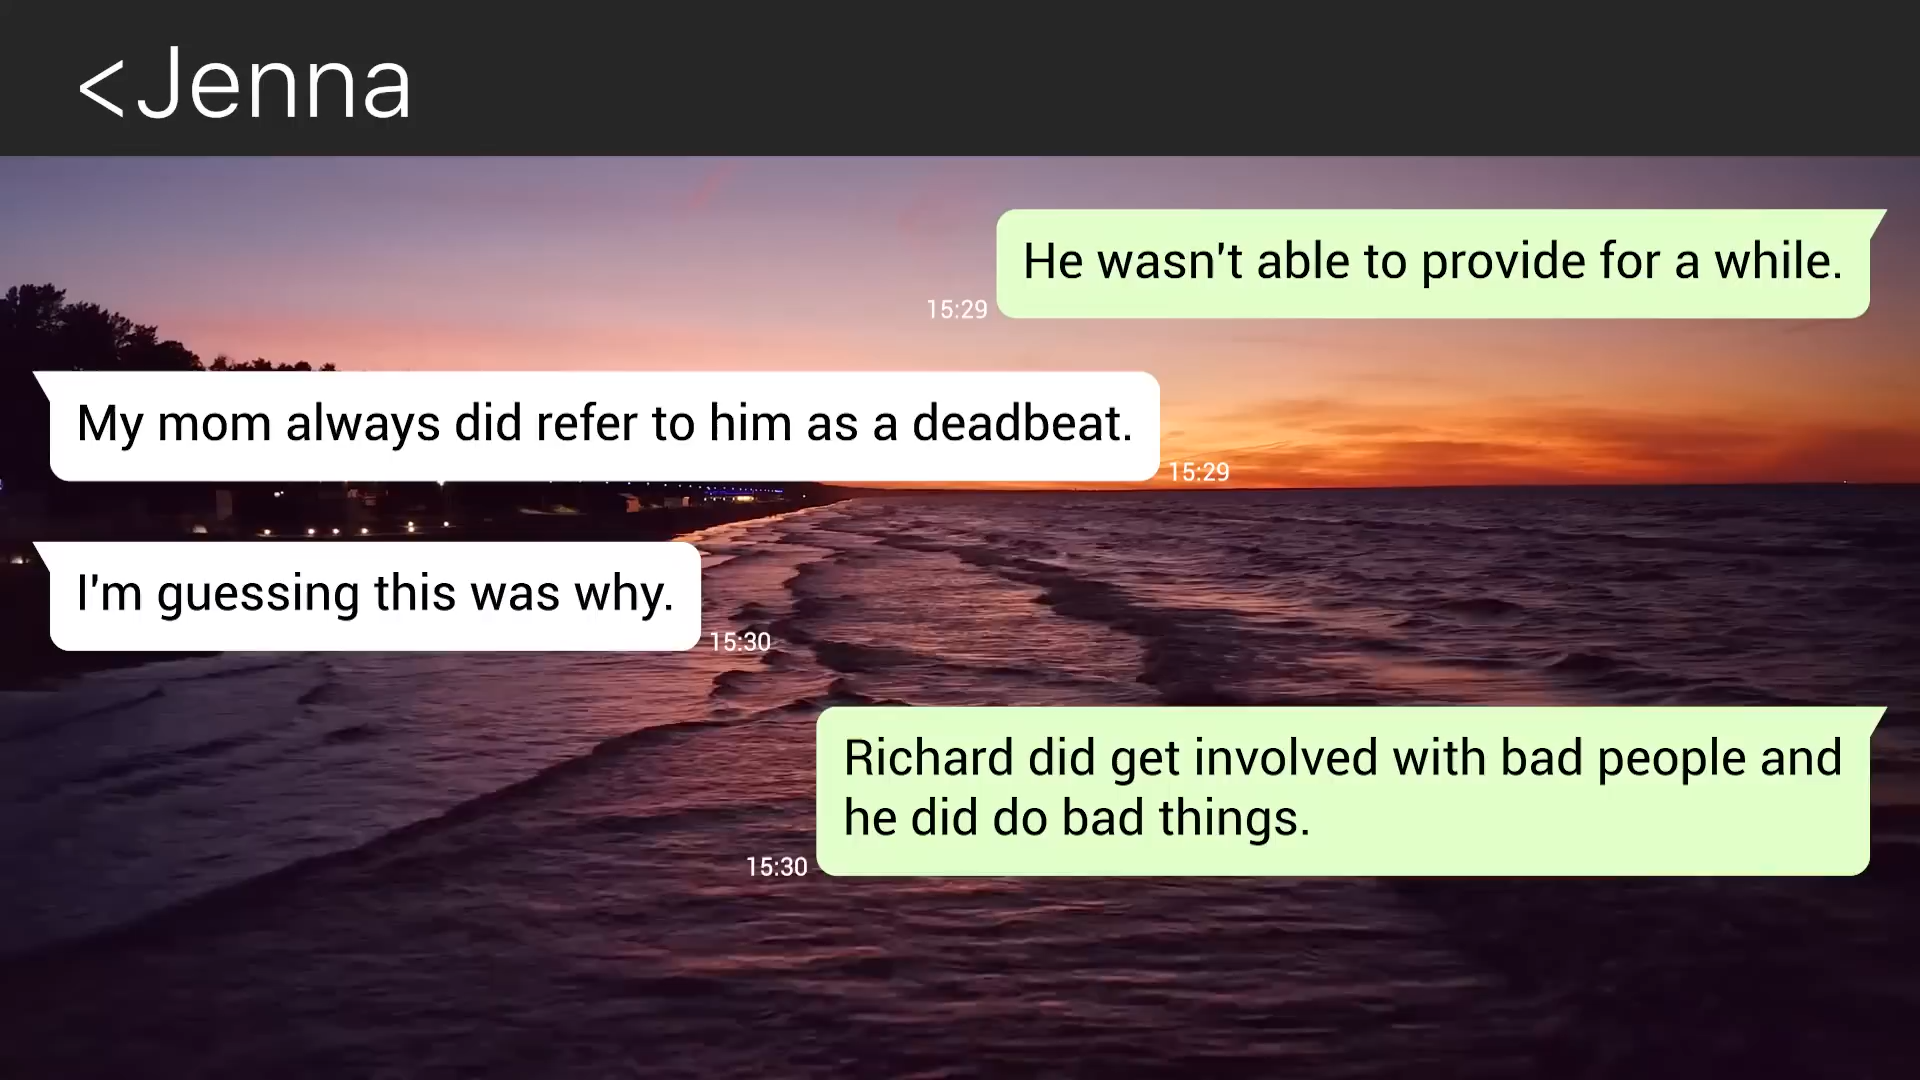 <Jenna
He wasn't able to provide for a while.
15:29
My mom always did refer to him as a deadbeat.
15:29
I'm guessing this was why.
15:30
Richard did get involved with bad people and
he did do bad things.
15:30